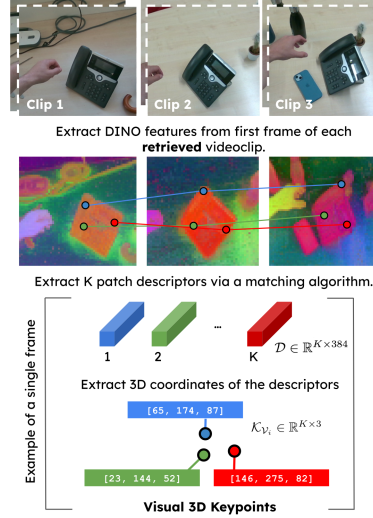 Clip 1
Clip 2
Clip 3
Extract DINO features from first frame of each
retrieved videoclip.
Extract K patch descriptors via a matching algorithm.
Example of a single frame
1 2 ... K
𝒟 ∈ ℝ^{K×384}
Extract 3D coordinates of the descriptors
[65, 174, 87]
𝒦_{𝒱_i} ∈ ℝ^{K×3}
[23, 144, 52]
[146, 275, 82]
Visual 3D Keypoints